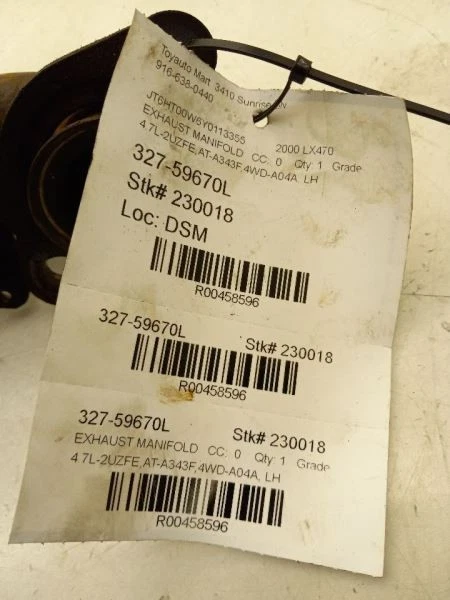 Toyauto Mart, 3410 Sunrise
916-638-0440
JT6HT00W6Y0113355 2000 LX470
EXHAUST MANIFOLD CC: 0 Qty: 1 Grade
4.7L-2UZFE,AT-A343F,4WD-A04A, LH
327-59670L
Stk# 230018
Loc: DSM
R00458596
327-59670L Stk# 230018
R00458596
327-59670L Stk# 230018
EXHAUST MANIFOLD CC: 0 Qty: 1 Grade
4.7L-2UZFE,AT-A343F,4WD-A04A, LH
R00458596